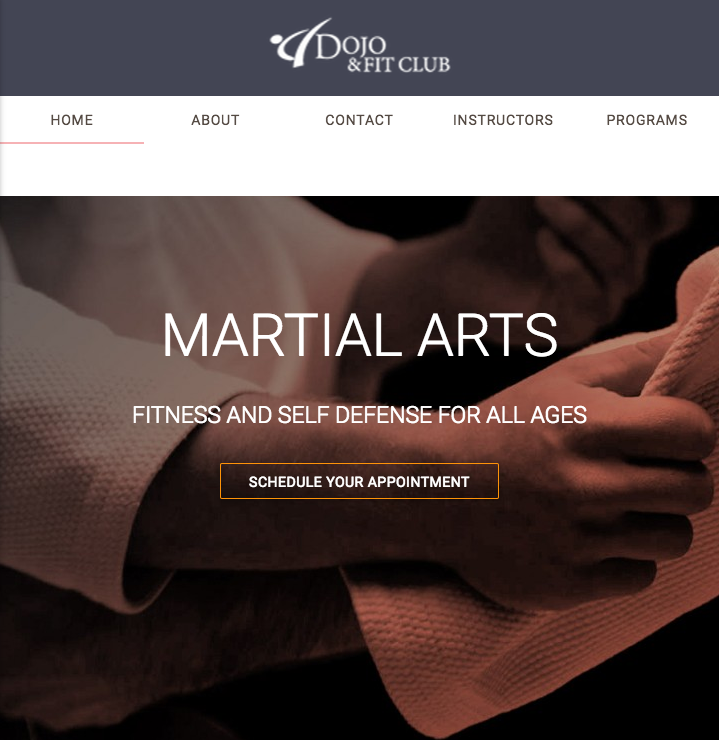 DOJO
& FIT CLUB
HOME
ABOUT
CONTACT
INSTRUCTORS
PROGRAMS
MARTIAL ARTS
FITNESS AND SELF DEFENSE FOR ALL AGES
SCHEDULE YOUR APPOINTMENT